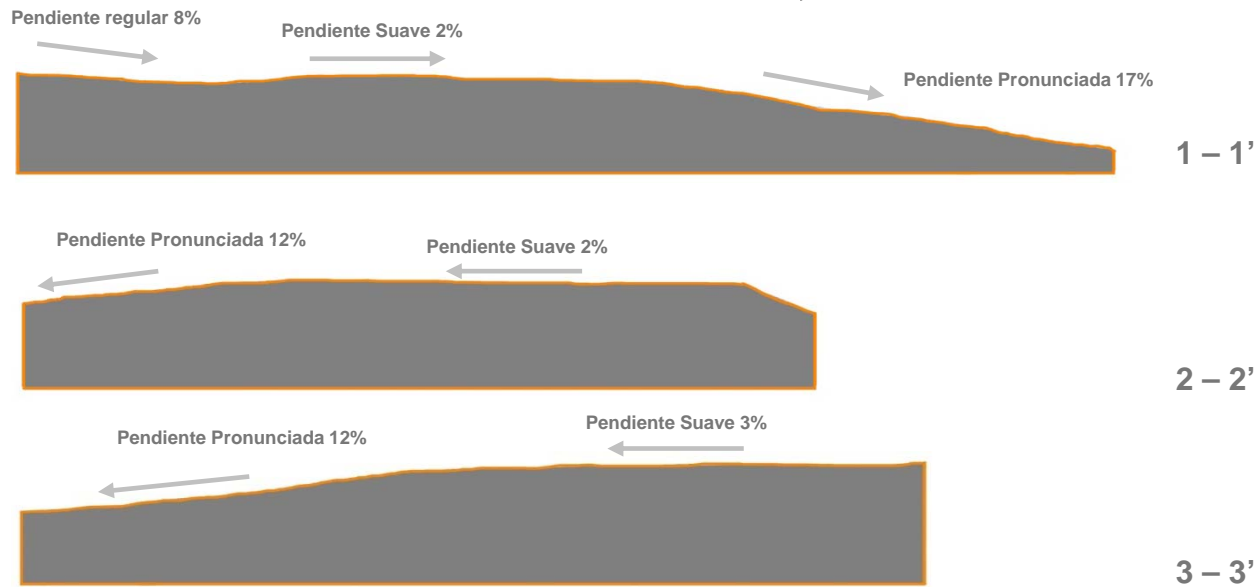 Pendiente regular 8%
Pendiente Suave 2%
Pendiente Pronunciada 17%
1 – 1’
Pendiente Pronunciada 12%
Pendiente Suave 2%
2 – 2’
Pendiente Pronunciada 12%
Pendiente Suave 3%
3 – 3’